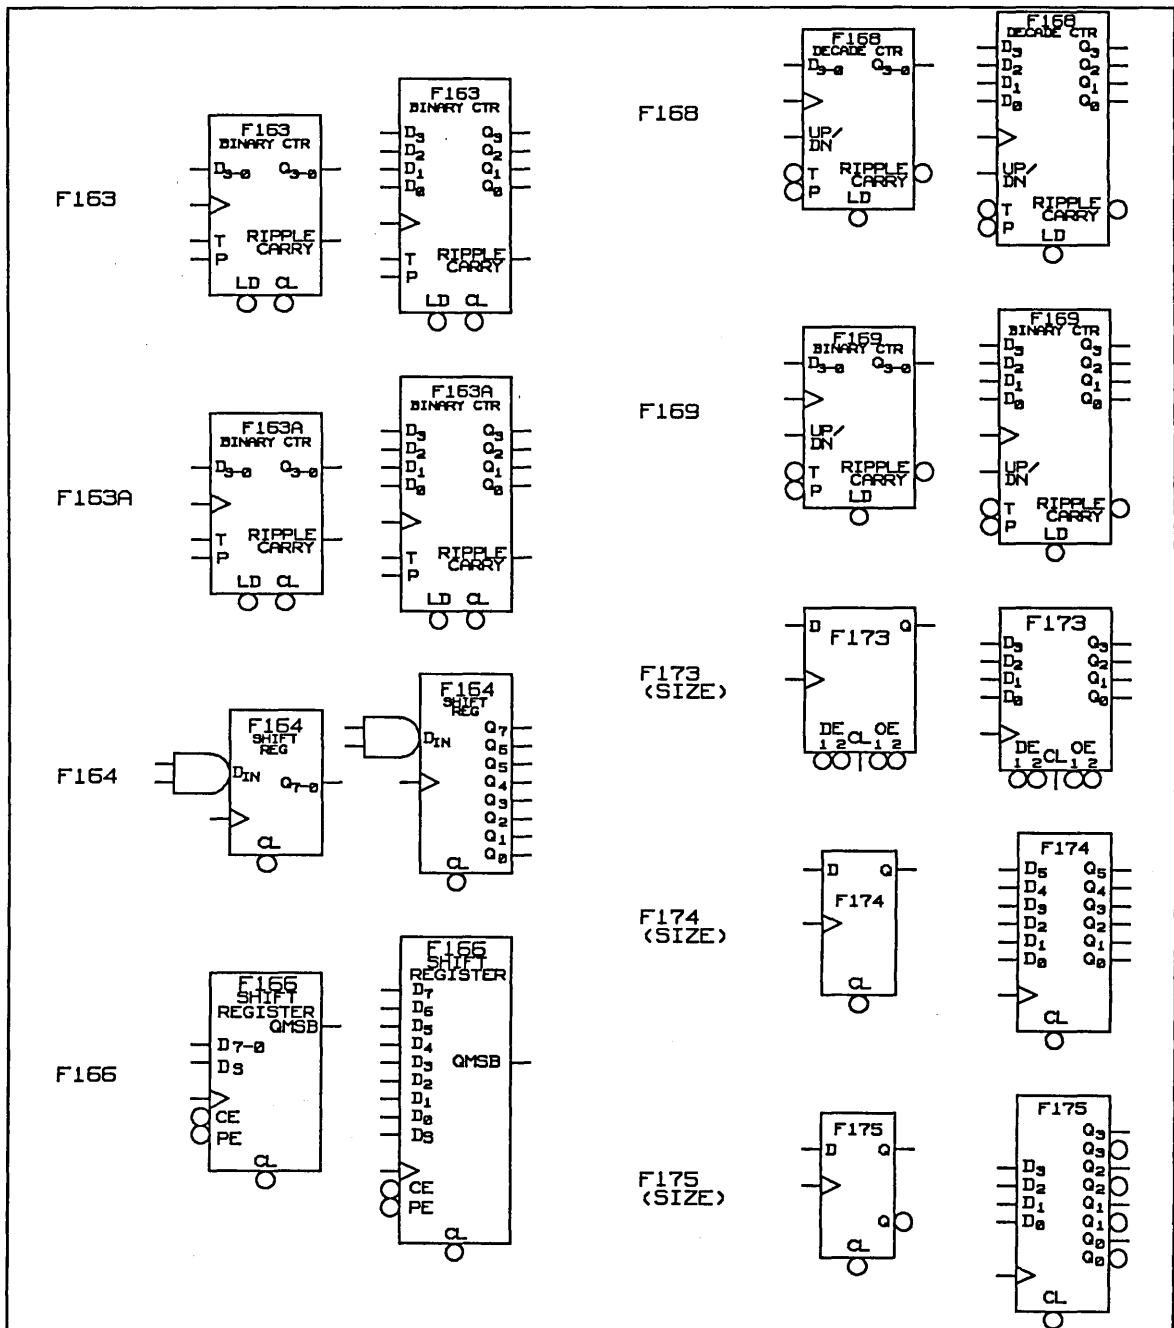 F163
F163
BINARY CTR
D3-0 Q3-0
T RIPPLE
P CARRY
LD CL
F163
BINARY CTR
D3 Q3
D2 Q2
D1 Q1
D0 Q0
T RIPPLE
P CARRY
LD CL
F163A
F163A
BINARY CTR
D3-0 Q3-0
T RIPPLE
P CARRY
LD CL
F163A
BINARY CTR
D3 Q3
D2 Q2
D1 Q1
D0 Q0
T RIPPLE
P CARRY
LD CL
F164
F164
SHIFT
REG
DIN
Q7-0
CL
F164
SHIFT
REG
DIN
Q7
Q6
Q5
Q4
Q3
Q2
Q1
Q0
CL
F166
F166
SHIFT
REGISTER
QMSB
D7-0
DS
CE
PE
CL
F166
SHIFT
REGISTER
D7
D6
D5
D4
D3 QMSB
D2
D1
D0
DS
CE
PE
CL
F168
F168
DECADE CTR
D3-0 Q3-0
UP/
DN
T RIPPLE
P CARRY
LD
F168
DECADE CTR
D3 Q3
D2 Q2
D1 Q1
D0 Q0
UP/
DN
T RIPPLE
P CARRY
LD
F169
F169
BINARY CTR
D3-0 Q3-0
UP/
DN
T RIPPLE
P CARRY
LD
F169
BINARY CTR
D3 Q3
D2 Q2
D1 Q1
D0 Q0
UP/
DN
T RIPPLE
P CARRY
LD
F173
(SIZE)
D Q
F173
DE CL OE
1 2 1 2
F173
D3 Q3
D2 Q2
D1 Q1
D0 Q0
DE CL OE
1 2 1 2
F174
(SIZE)
D Q
F174
CL
F174
D5 Q5
D4 Q4
D3 Q3
D2 Q2
D1 Q1
D0 Q0
CL
F175
(SIZE)
F175
D Q
Q
CL
F175
Q3
Q3
D3 Q2
D2 Q2
D1 Q1
D0 Q1
Q0
Q0
CL